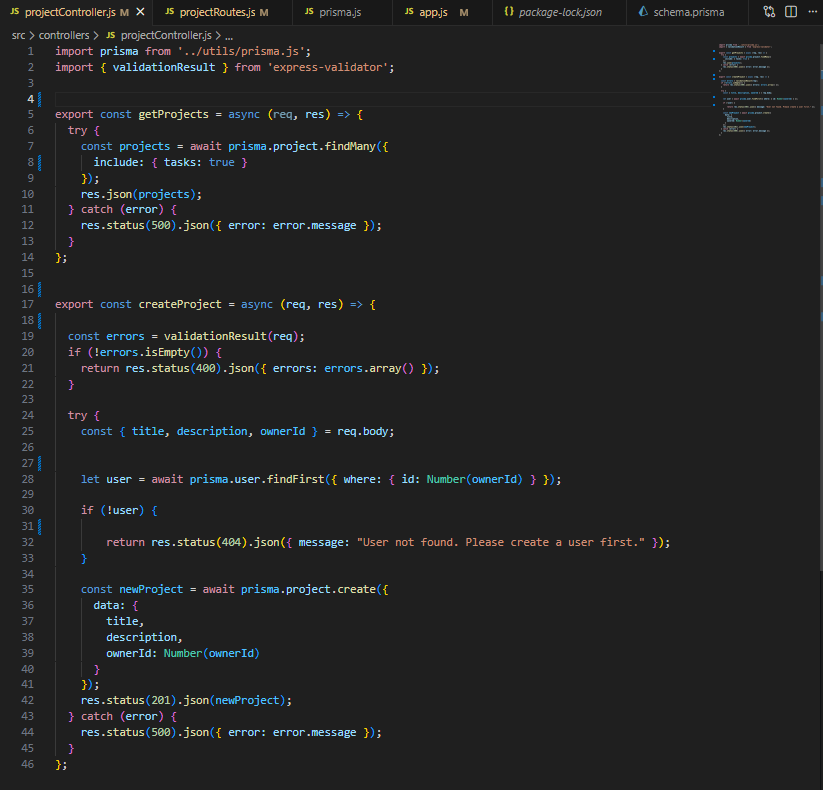 JS projectController.js M × JS projectRoutes.js M JS prisma.js JS app.js M {} package-lock.json schema.prisma ...
src > controllers > JS projectController.js > ...
1 import prisma from '../utils/prisma.js';
2 import { validationResult } from 'express-validator';
3
4
5 export const getProjects = async (req, res) => {
6   try {
7     const projects = await prisma.project.findMany({
8       include: { tasks: true }
9     });
10     res.json(projects);
11   } catch (error) {
12     res.status(500).json({ error: error.message });
13   }
14 };
15
16
17 export const createProject = async (req, res) => {
18
19   const errors = validationResult(req);
20   if (!errors.isEmpty()) {
21     return res.status(400).json({ errors: errors.array() });
22   }
23
24   try {
25     const { title, description, ownerId } = req.body;
26
27
28     let user = await prisma.user.findFirst({ where: { id: Number(ownerId) } });
29
30     if (!user) {
31
32         return res.status(404).json({ message: "User not found. Please create a user first." });
33     }
34
35     const newProject = await prisma.project.create({
36       data: {
37         title,
38         description,
39         ownerId: Number(ownerId)
40       }
41     });
42     res.status(201).json(newProject);
43   } catch (error) {
44     res.status(500).json({ error: error.message });
45   }
46 };